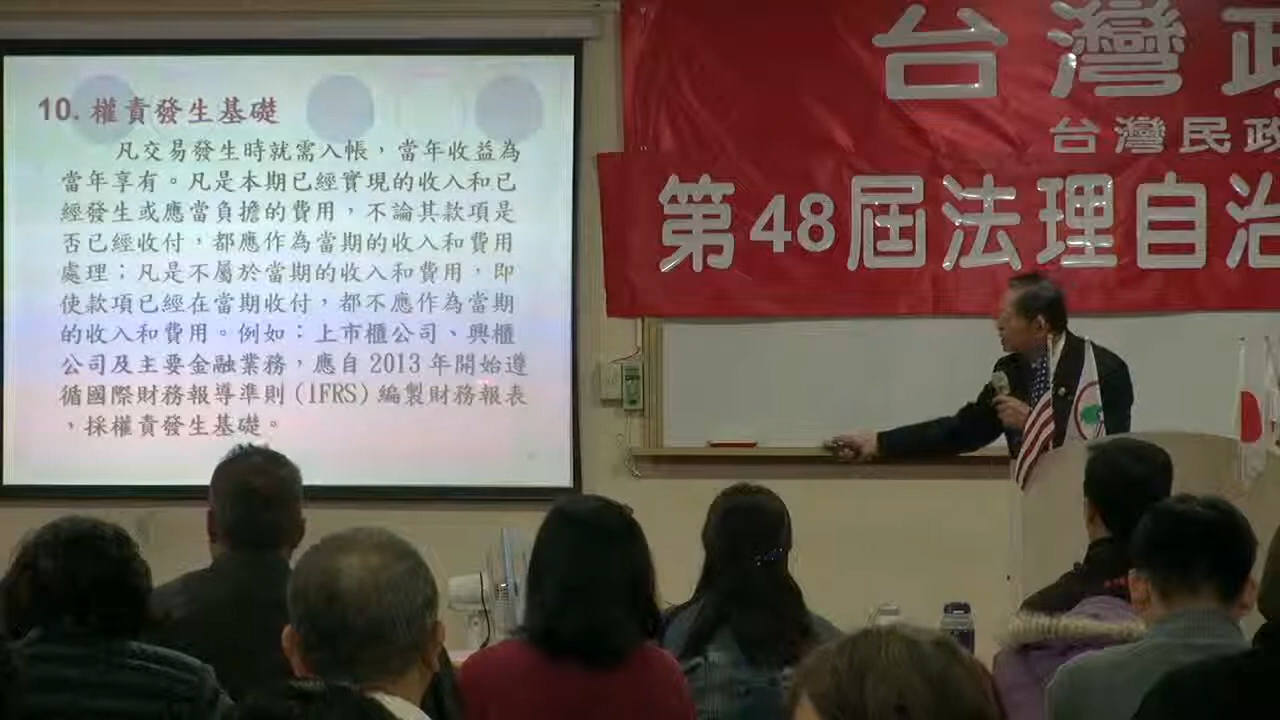 10. 權責發生基礎
凡交易發生時就需入帳，當年收益為
當年享有。凡是本期已經實現的收入和已
經發生或應當負擔的費用，不論其款項是
否已經收付，都應作為當期的收入和費用
處理；凡是不屬於當期的收入和費用，即
使款項已經在當期收付，都不應作為當期
的收入和費用。例如：上市櫃公司、興櫃
公司及主要金融業務，應自 2013 年開始遵
循國際財務報導準則(IFRS)編製財務報表
，採權責發生基礎。
台灣政
台灣民政
第48屆法理自治